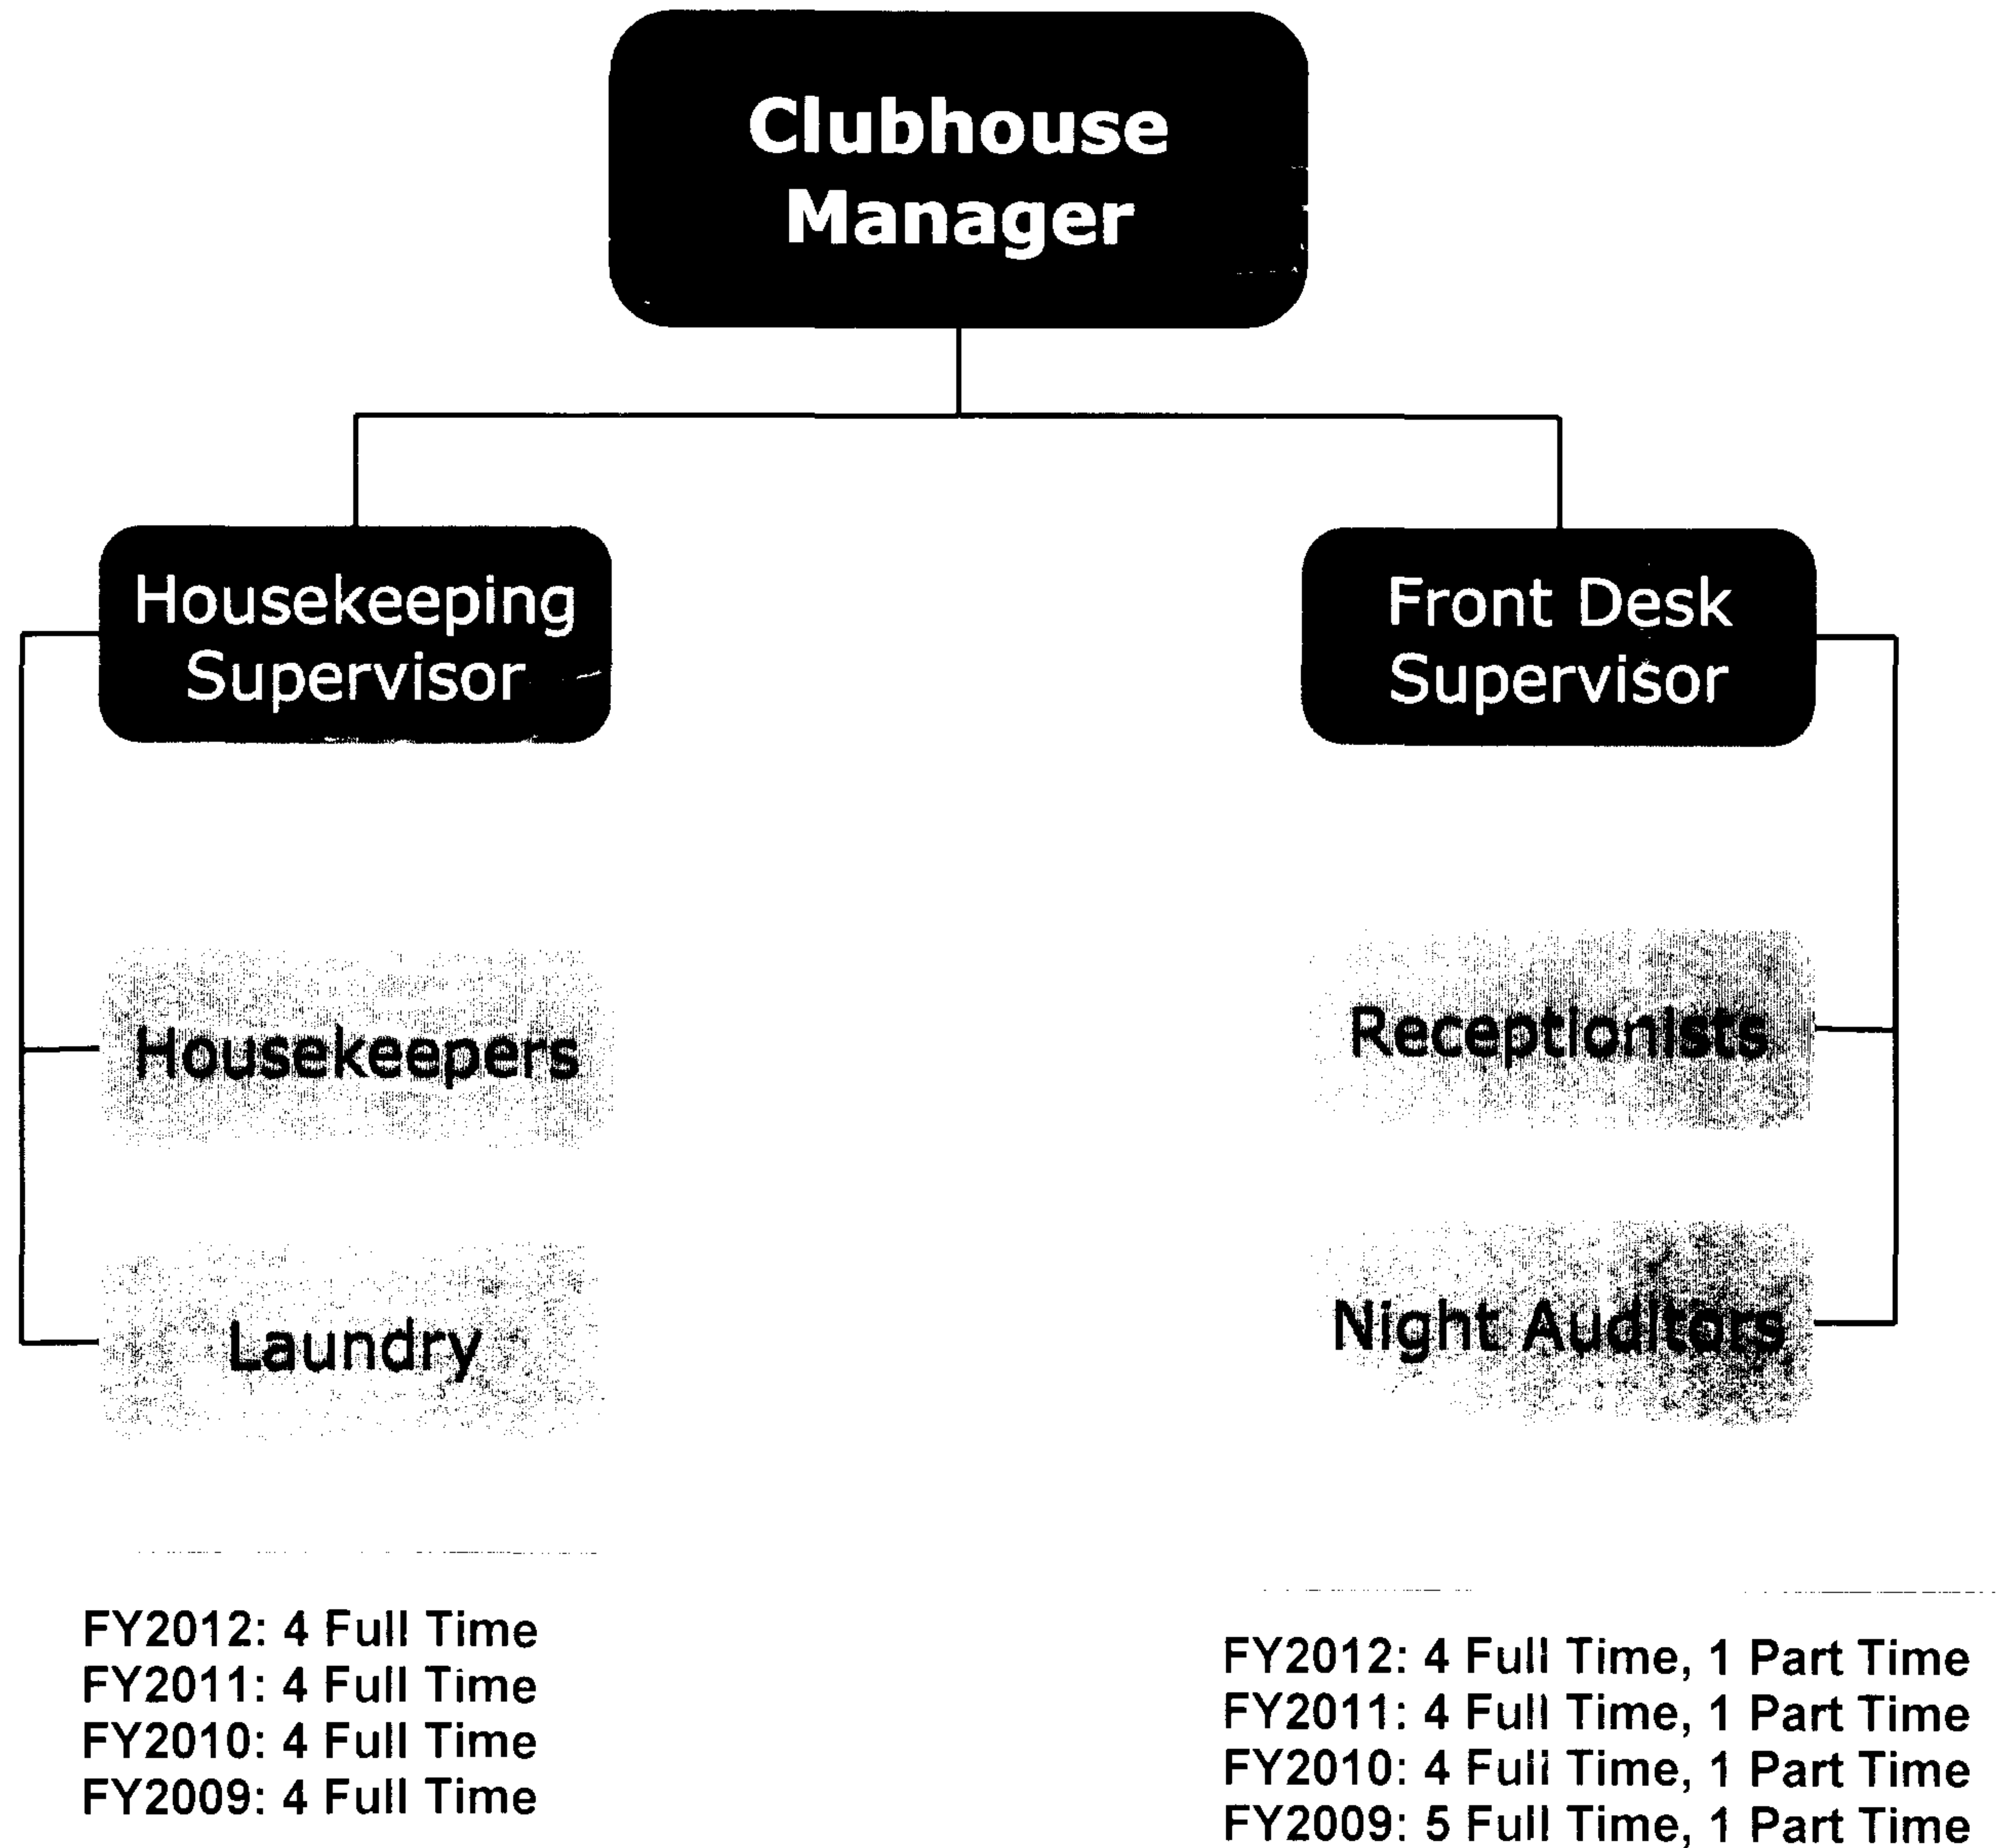 Clubhouse
Manager
Housekeeping
Supervisor
Front Desk
Supervisor
Housekeepers
Receptionists
Laundry
Night Auditors
FY2012: 4 Full Time
FY2011: 4 Full Time
FY2010: 4 Full Time
FY2009: 4 Full Time
FY2012: 4 Full Time, 1 Part Time
FY2011: 4 Full Time, 1 Part Time
FY2010: 4 Full Time, 1 Part Time
FY2009: 5 Full Time, 1 Part Time